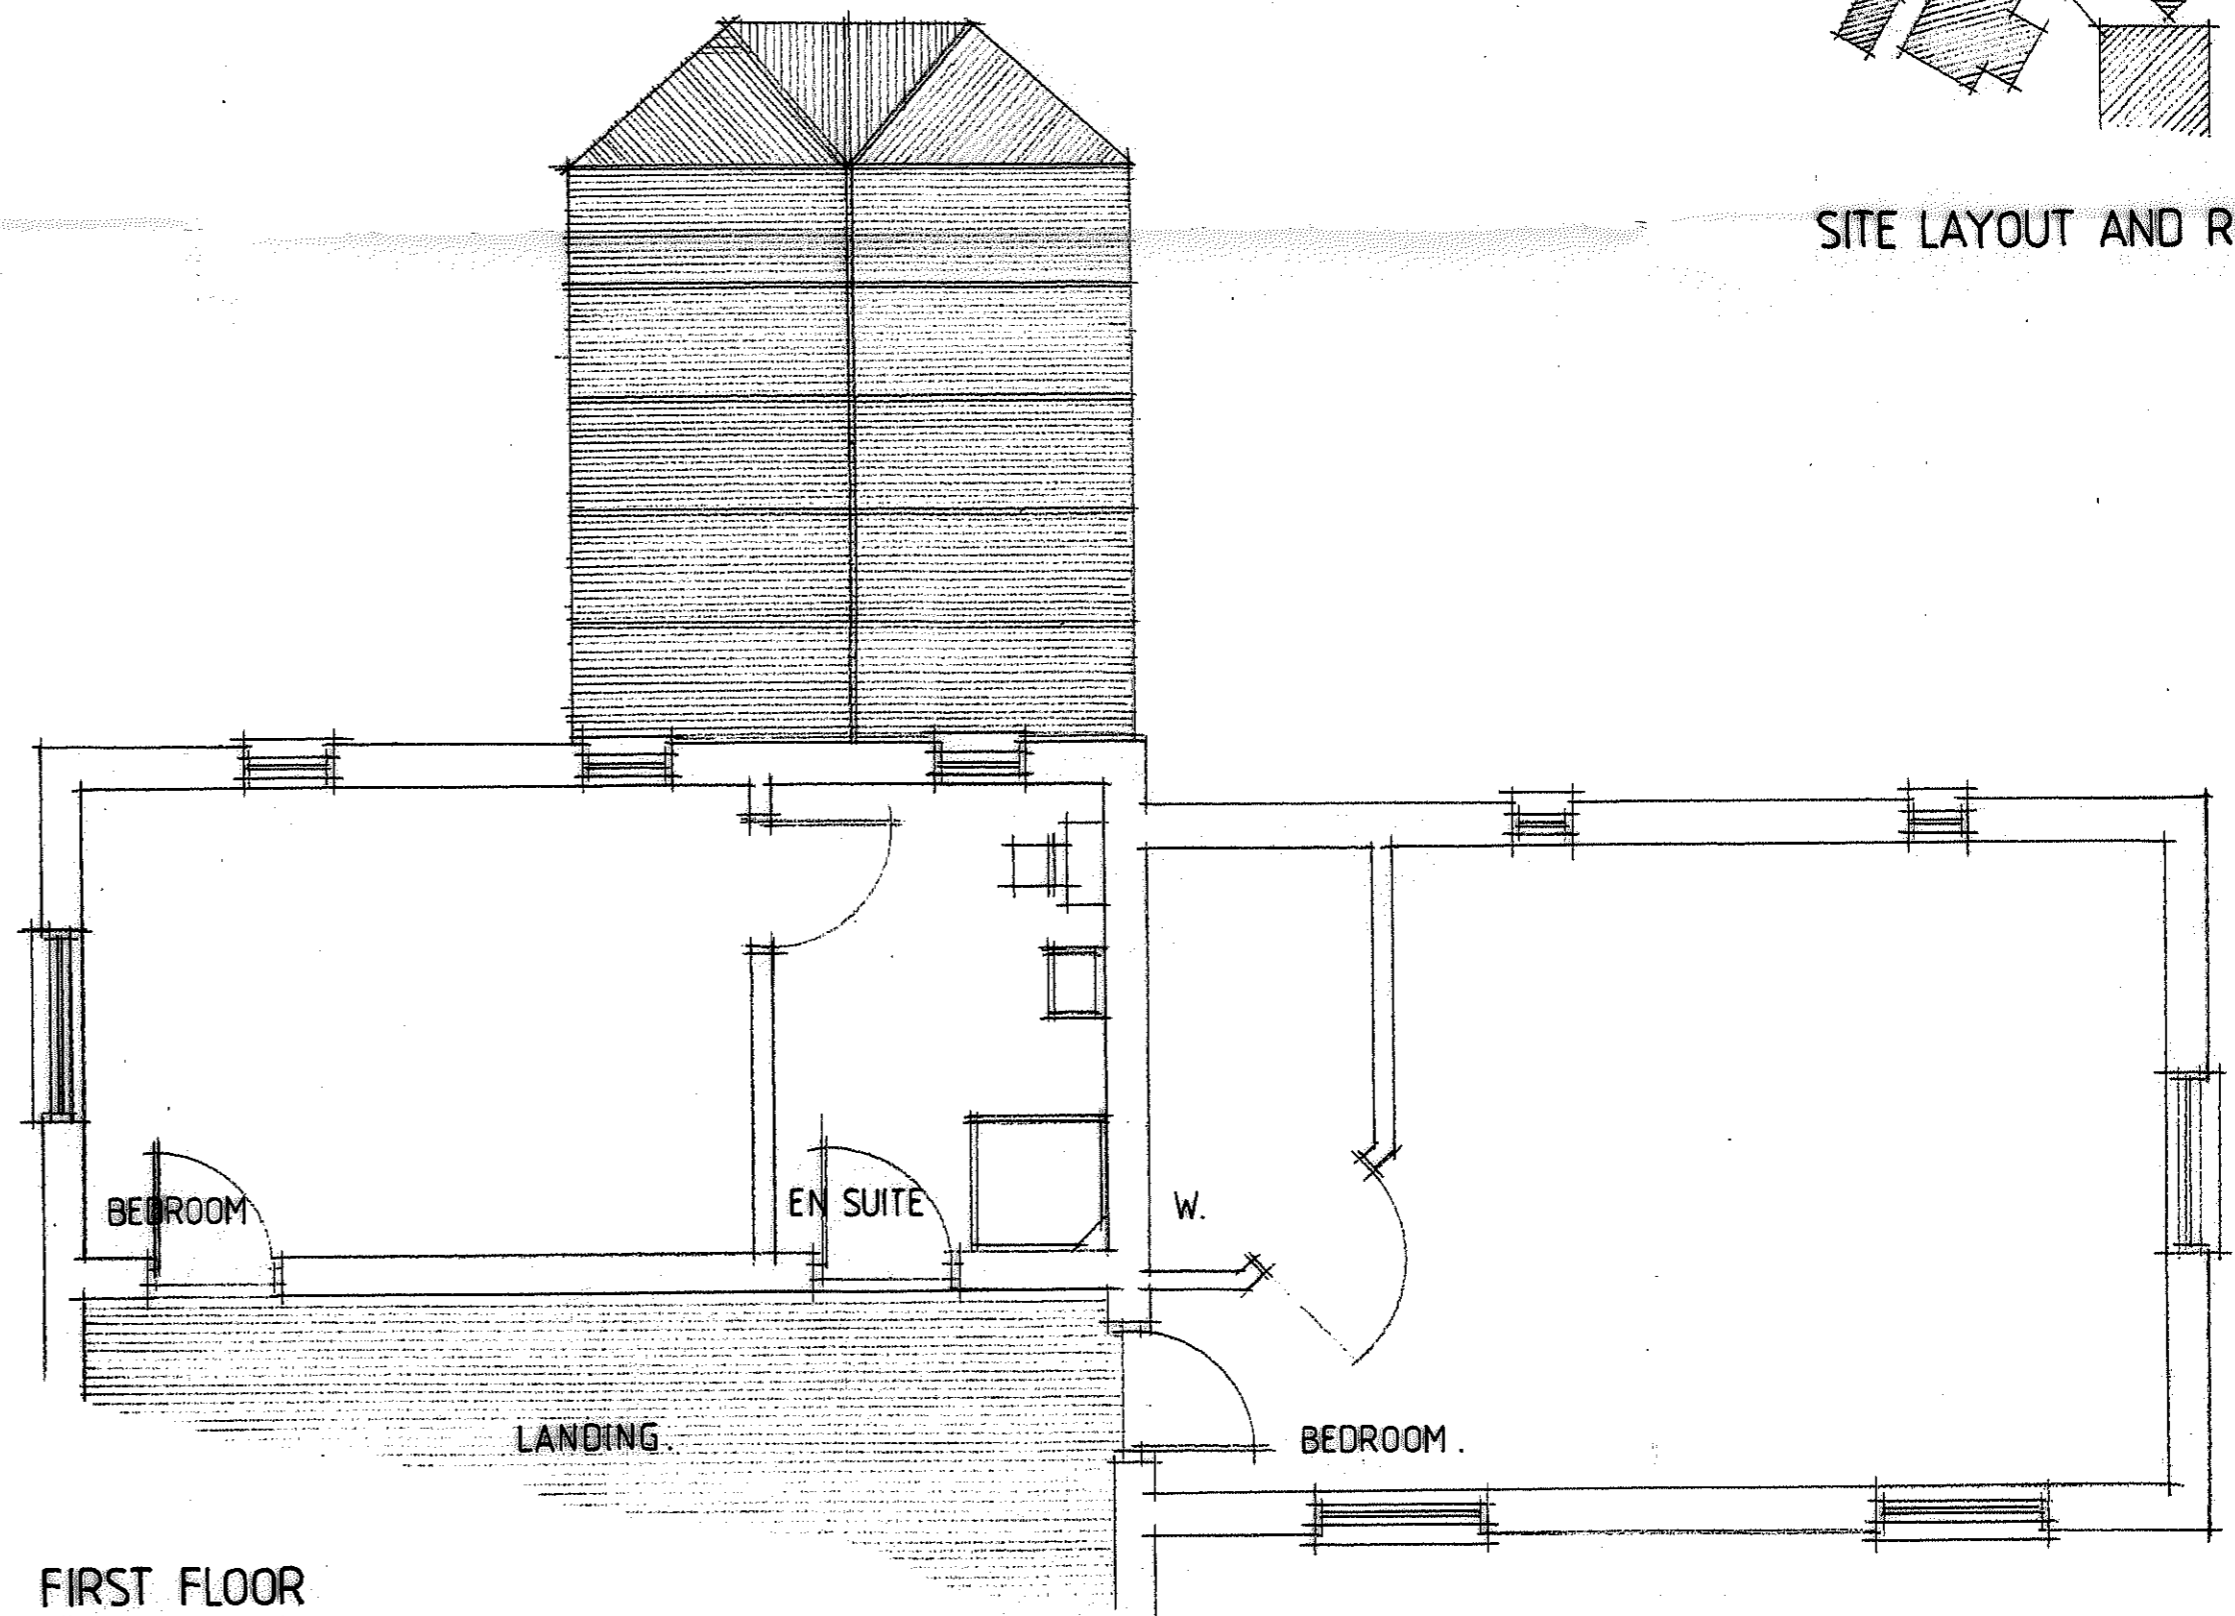 SITE LAYOUT AND R
BEDROOM
EN SUITE
W.
LANDING.
BEDROOM.
FIRST FLOOR